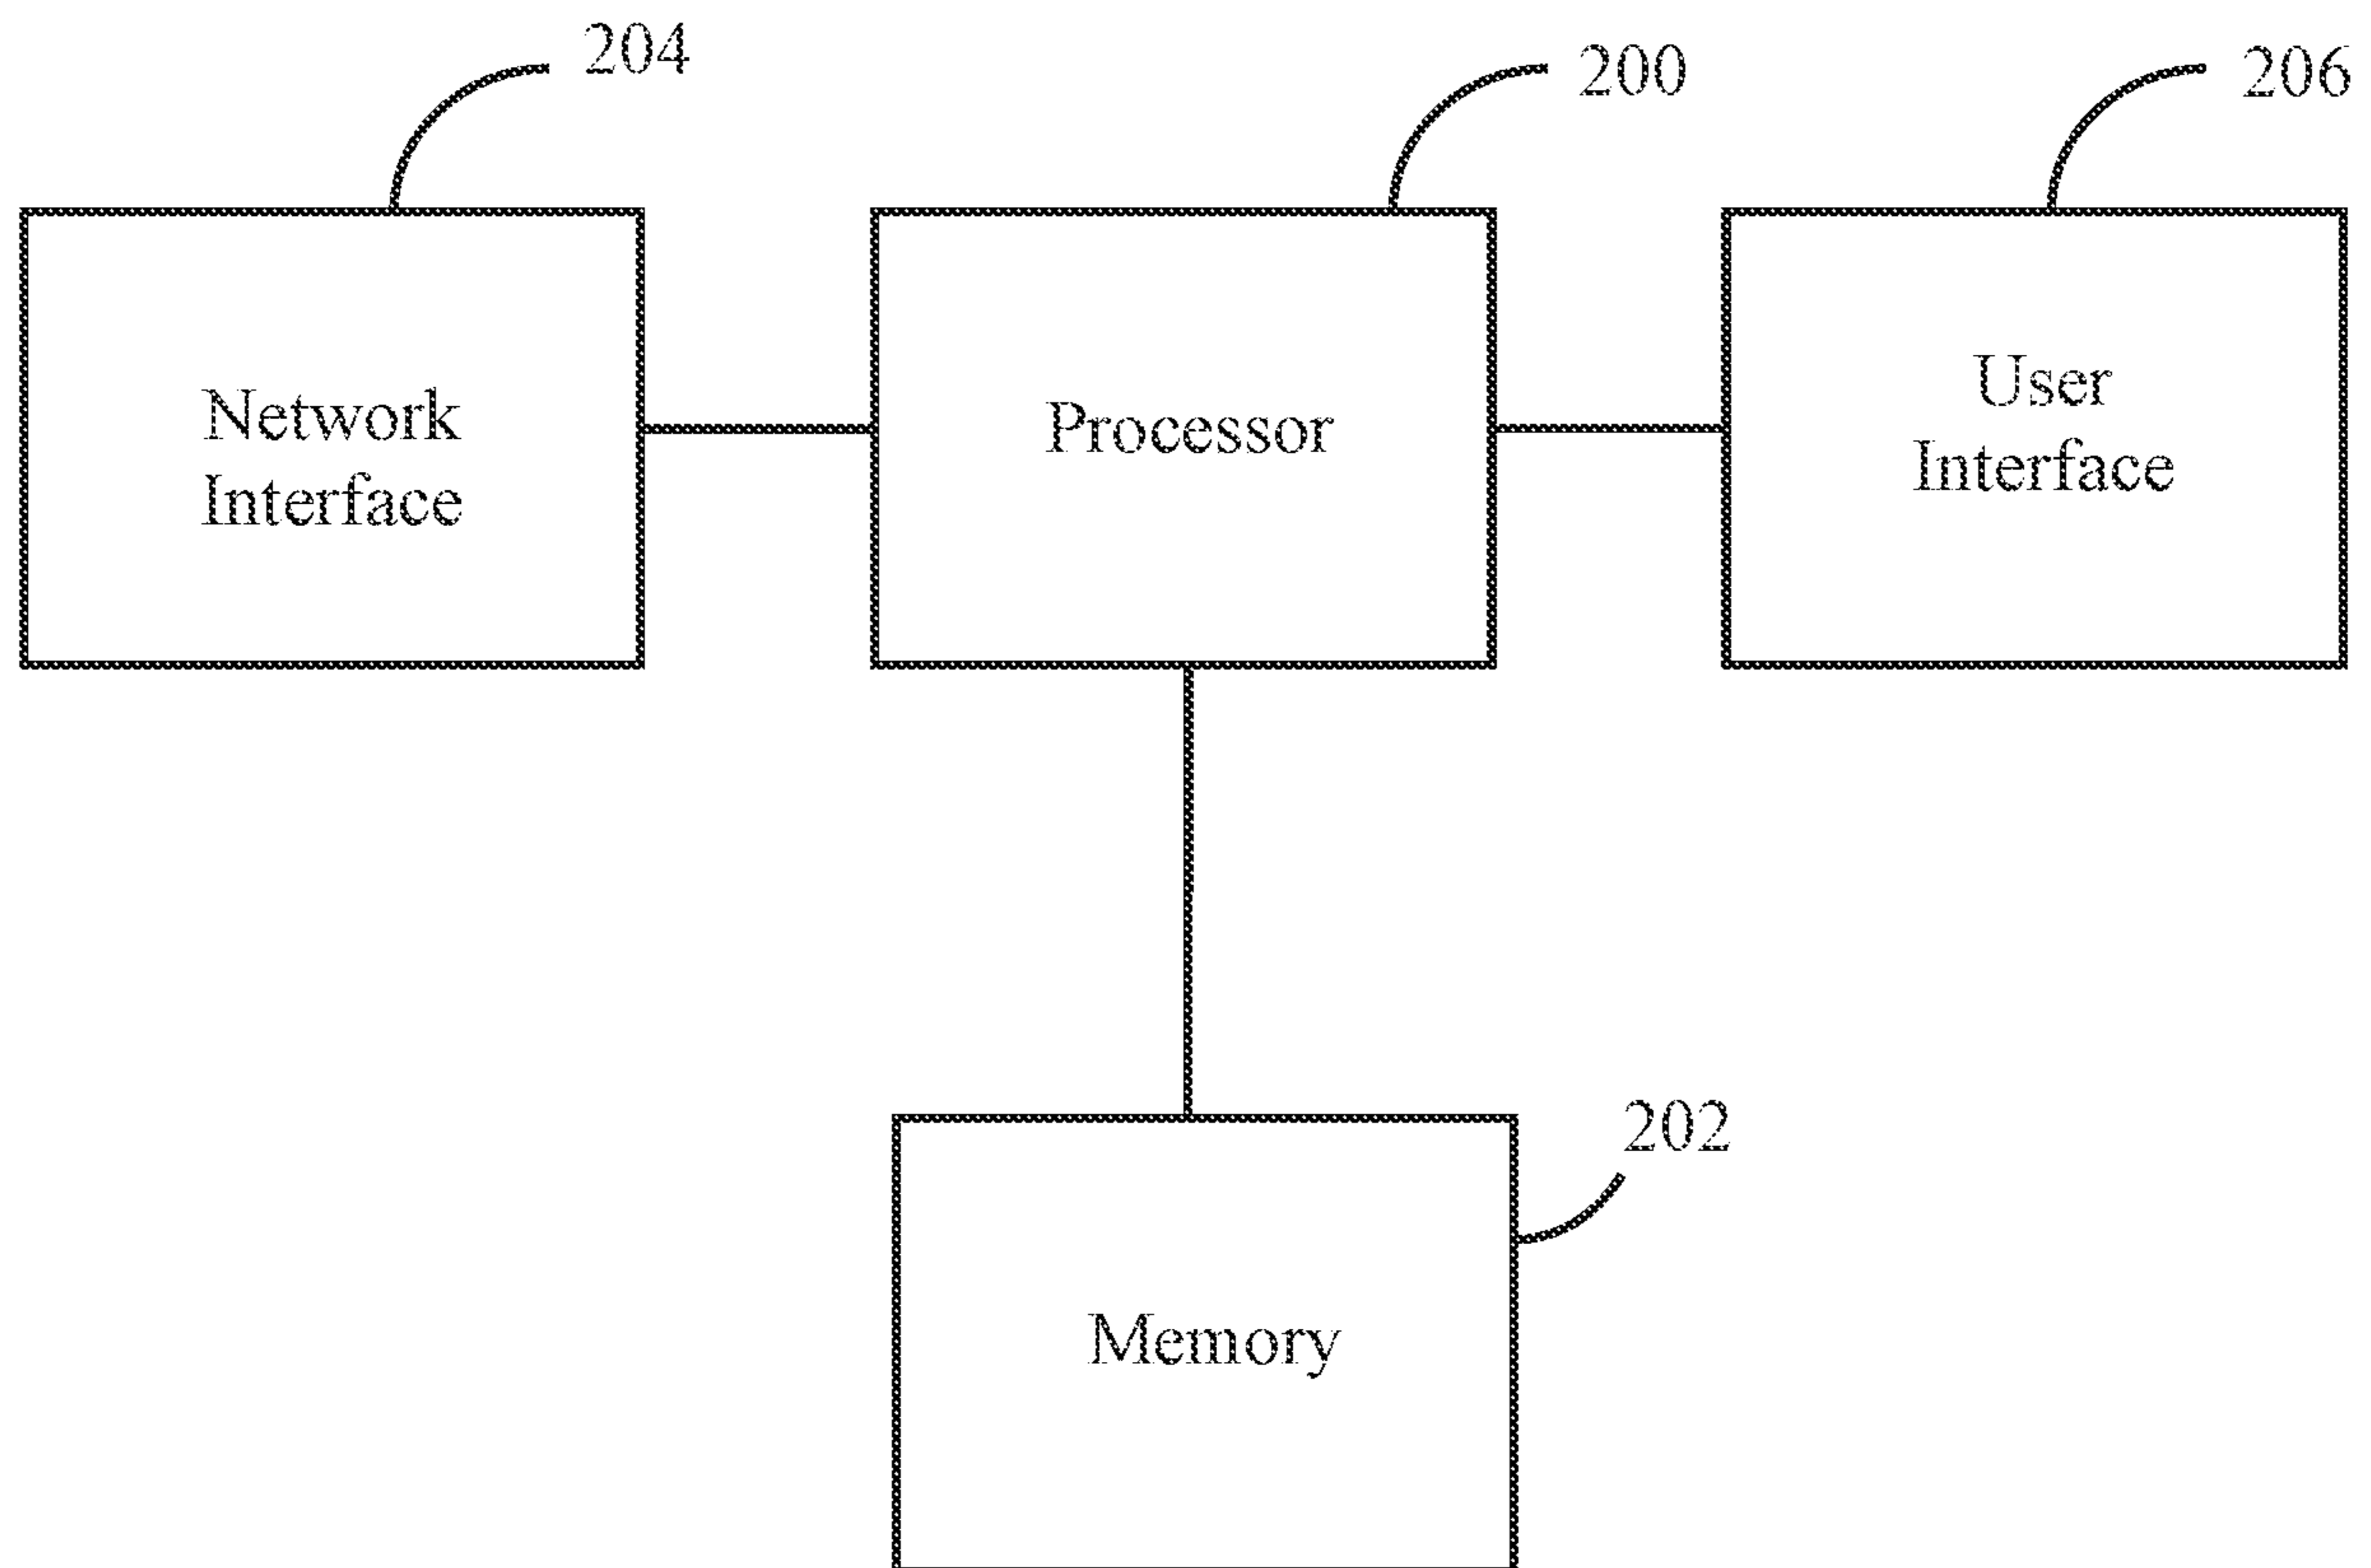 204
200
206
Network
Interface
Processor
User
Interface
202
Memory